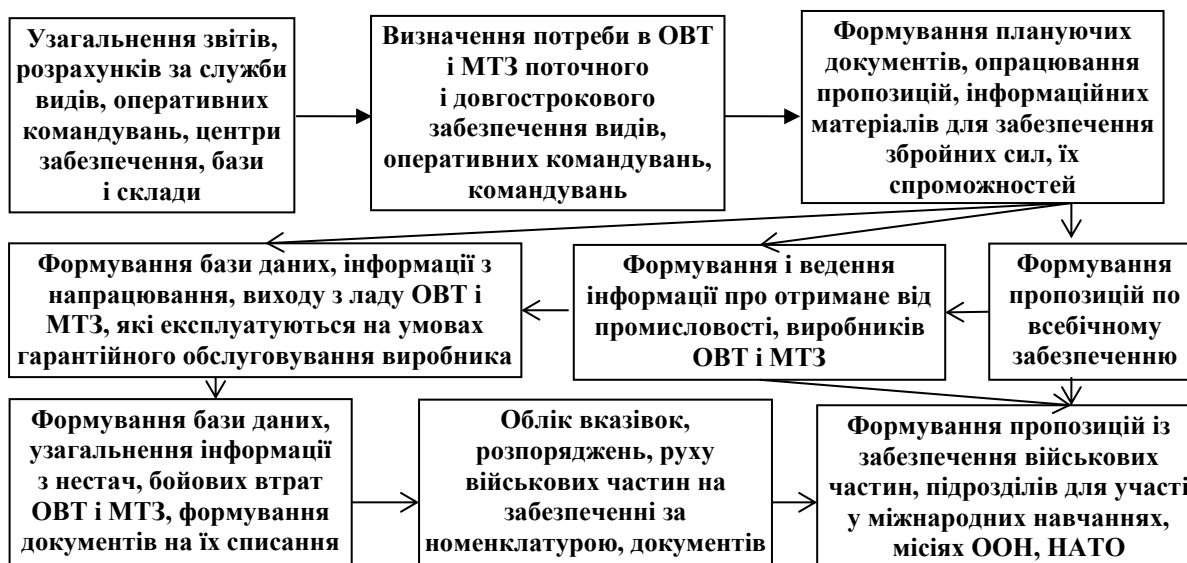 Узагальнення звітів,
розрахунків за служби
видів, оперативних
командувань, центри
забезпечення, бази
і склади
Визначення потреби в ОВТ
і МТЗ поточного
і довгострокового
забезпечення видів,
оперативних командувань,
командувань
Формування плануючих
документів, опрацювання
пропозицій, інформаційних
матеріалів для забезпечення
збройних сил, їх
спроможностей
Формування бази даних, інформації з
напрацювання, виходу з ладу ОВТ і
МТЗ, які експлуатуються на умовах
гарантійного обслуговування виробника
Формування і ведення
інформації про отримане від
промисловості, виробників
ОВТ і МТЗ
Формування
пропозицій по
всебічному
забезпеченню
Формування бази даних,
узагальнення інформації
з нестач, бойових втрат
ОВТ і МТЗ, формування
документів на їх списання
Облік вказівок,
розпоряджень, руху
військових частин на
забезпеченні за
номенклатурою, документів
Формування пропозицій із
забезпечення військових
частин, підрозділів для участі
у міжнародних навчаннях,
місіях ООН, НАТО